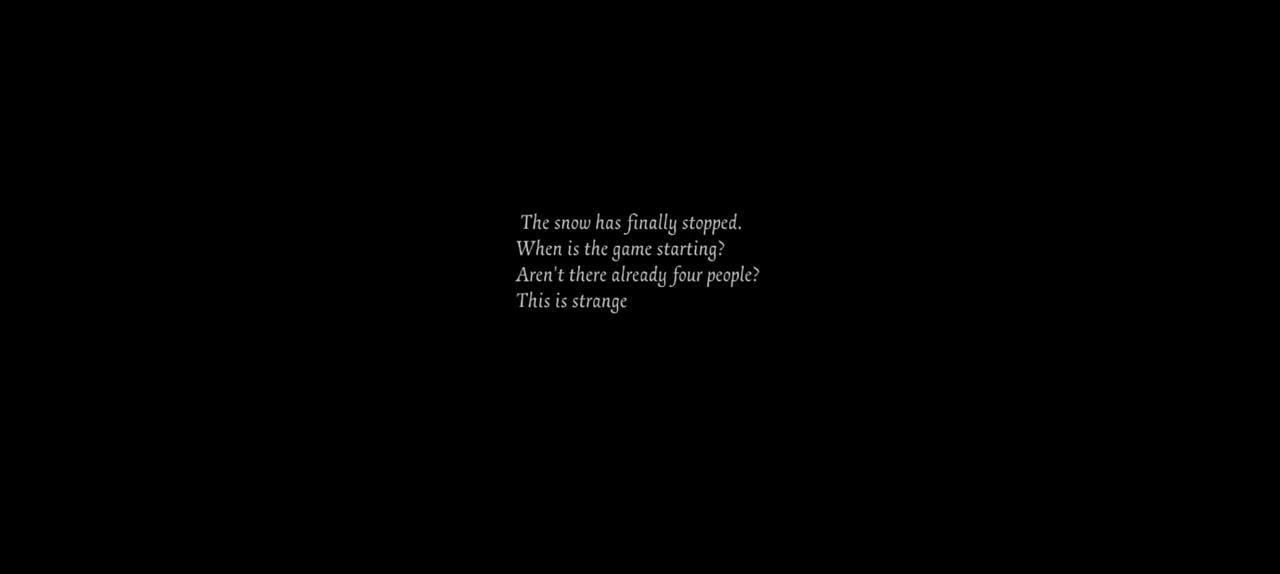 The snow has finally stopped.
When is the game starting?
Aren't there already four people?
This is strange